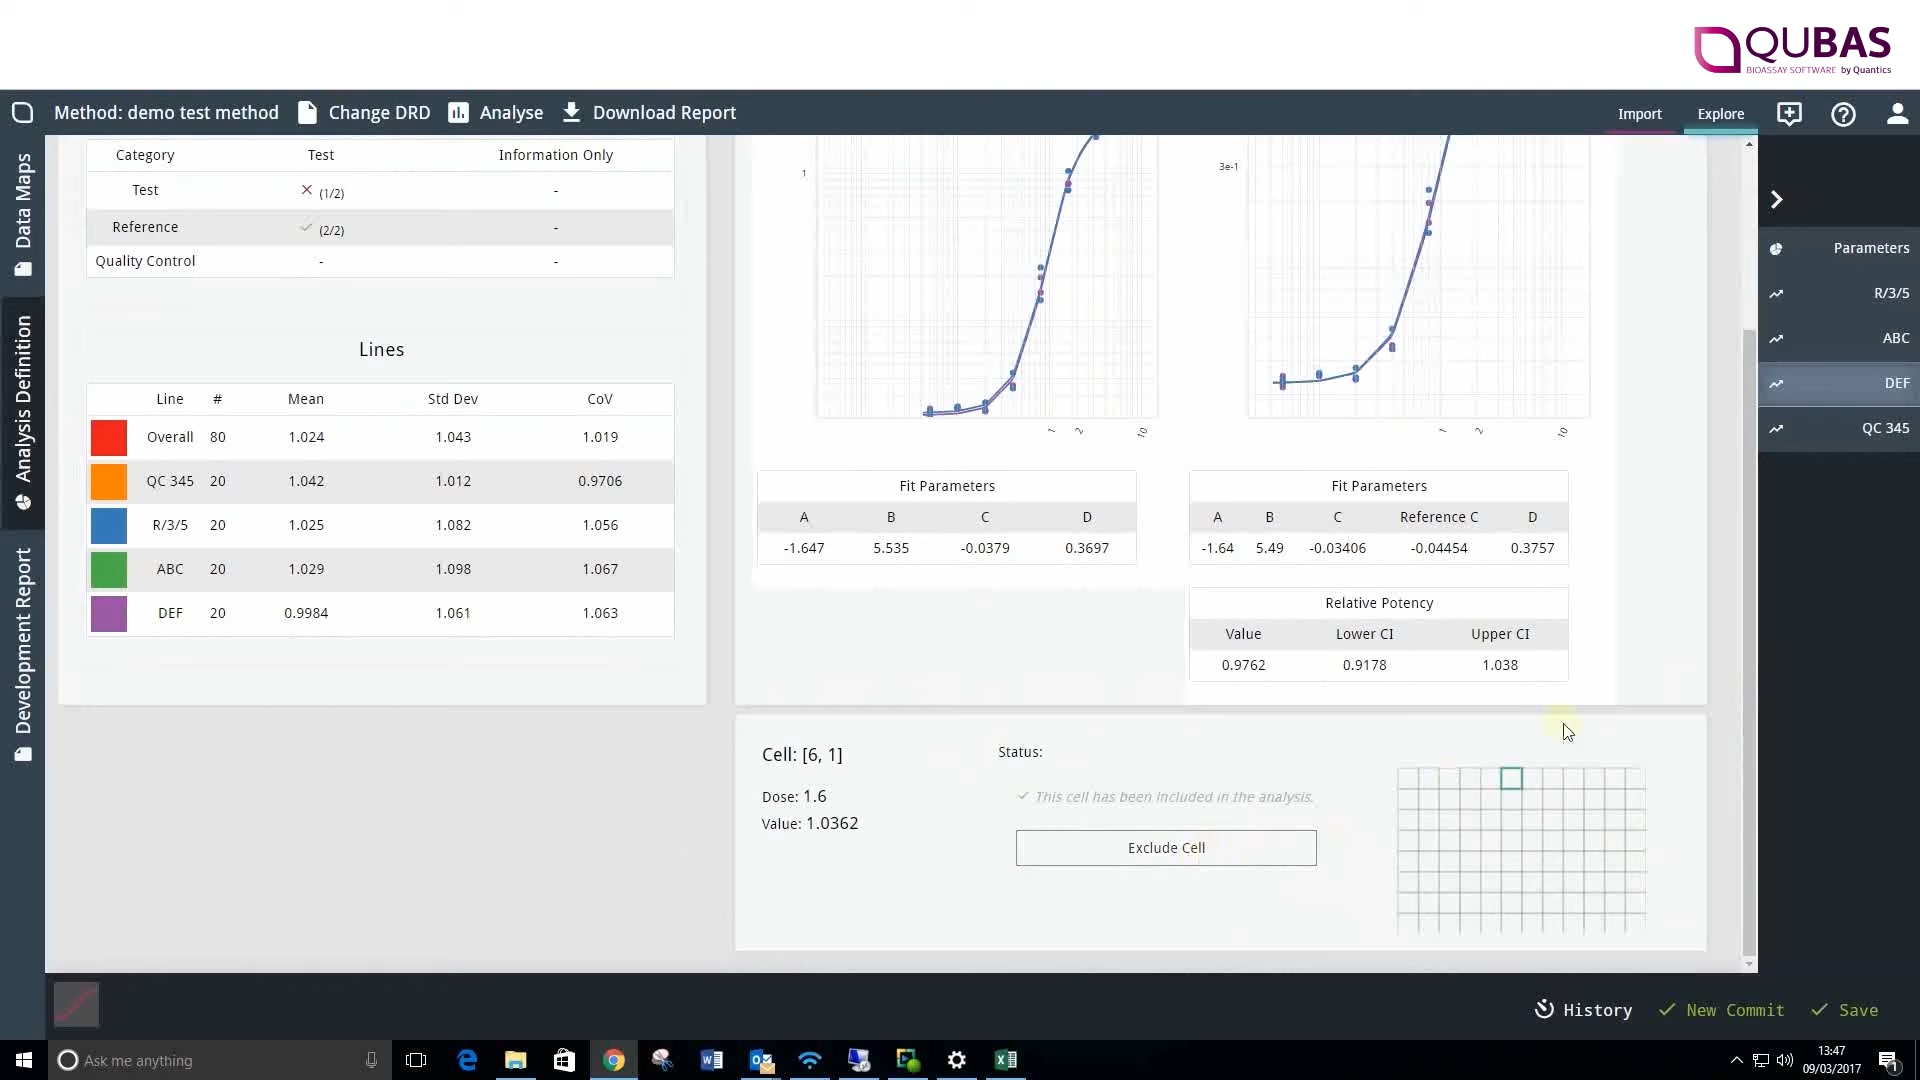 QUBAS
BIOASSAY SOFTWARE by Quantics
Method: demo test method Change DRD Analyse Download Report Import Explore
Data Maps
Analysis Definition
Development Report
Category Test Information Only
Test (1/2) -
Reference (2/2) -
Quality Control - -
Lines
Line # Mean Std Dev CoV
Overall 80 1.024 1.043 1.019
QC 345 20 1.042 1.012 0.9706
R/3/5 20 1.025 1.082 1.056
ABC 20 1.029 1.098 1.067
DEF 20 0.9984 1.061 1.063
1
1 2 10
3e-1
1 2 10
Fit Parameters
A B C D
-1.647 5.535 -0.0379 0.3697
Fit Parameters
A B C Reference C D
-1.64 5.49 -0.03406 -0.04454 0.3757
Relative Potency
Value Lower CI Upper CI
0.9762 0.9178 1.038
Cell: [6, 1]
Dose: 1.6
Value: 1.0362
Status:
This cell has been included in the analysis.
Exclude Cell
Parameters
R/3/5
ABC
DEF
QC 345
History New Commit Save
Ask me anything
13:47
09/03/2017
1